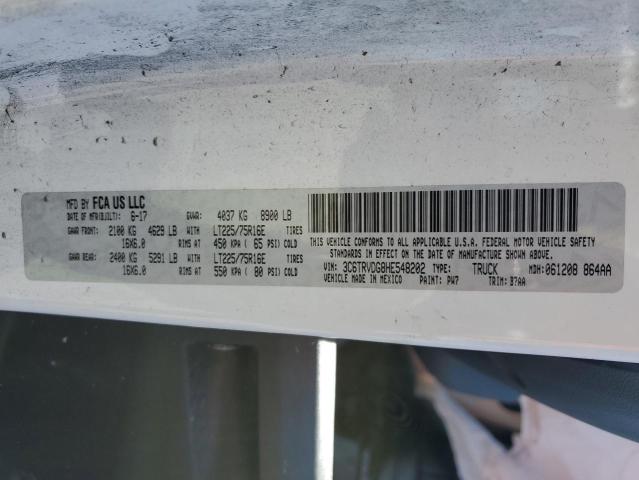 MFD BY FCA US LLC
DATE OF MFR(BUILT): 6-17 GVWR: 4037 KG 8900 LB
GAWR FRONT: 2100 KG 4629 LB WITH LT225/75R16E TIRES
16X6.0 RIMS AT 450 KPA ( 65 PSI) COLD
GAWR REAR: 2400 KG 5291 LB WITH LT225/75R16E TIRES
16X6.0 RIMS AT 550 KPA ( 80 PSI) COLD
THIS VEHICLE CONFORMS TO ALL APPLICABLE U.S.A. FEDERAL MOTOR VEHICLE SAFETY
STANDARDS IN EFFECT ON THE DATE OF MANUFACTURE SHOWN ABOVE.
VIN: 3C6TRVDG8HE548202 TYPE: TRUCK MDH: 061208 864AA
VEHICLE MADE IN MEXICO PAINT: PW7 TRIM: B7AA